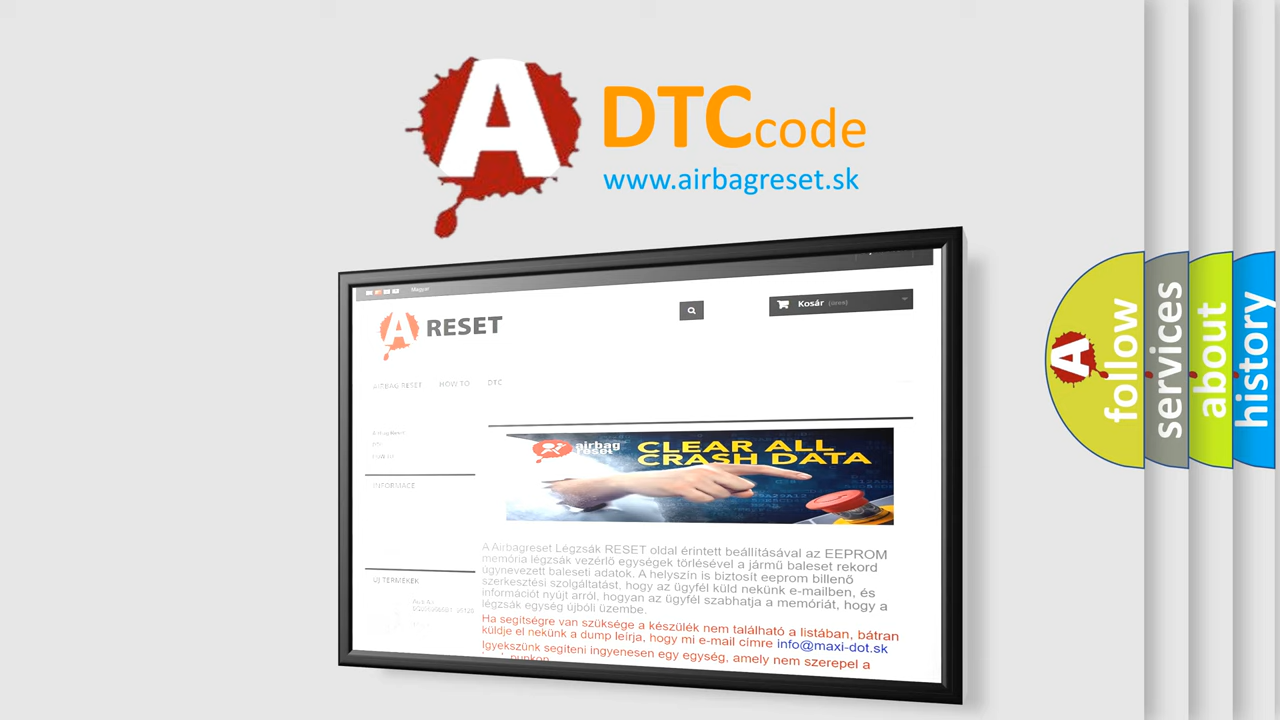 A
DTCcode
www.airbagreset.sk
Magyar
A RESET
Kosár (üres)
AIRBAG RESET HOW TO DTC
INFORMACE
airbag
reset
CLEAR ALL
CRASH DATA
A Airbagreset Légzsák RESET oldal érintett beállításával az EEPROM
memória légzsák vezérlő egységek törlésével a jármű baleset rekord
úgynevezett baleseti adatok. A helyszín is biztosít eeprom billenő
szerkesztési szolgáltatást, hogy az ügyfél küld nekünk e-mailben, és
információt nyújt arról, hogyan az ügyfél szabhatja a memóriát, hogy a
légzsák egység újbóli üzembe.
Ha segítségre van szüksége a készülék nem található a listában, bátran
küldje el nekünk a dump leírja, hogy mi e-mail címre info@maxi-dot.sk
Igyekszünk segíteni ingyenesen egy egység, amely nem szerepel a
ÚJ TERMÉKEK
A
follow
services
about
history